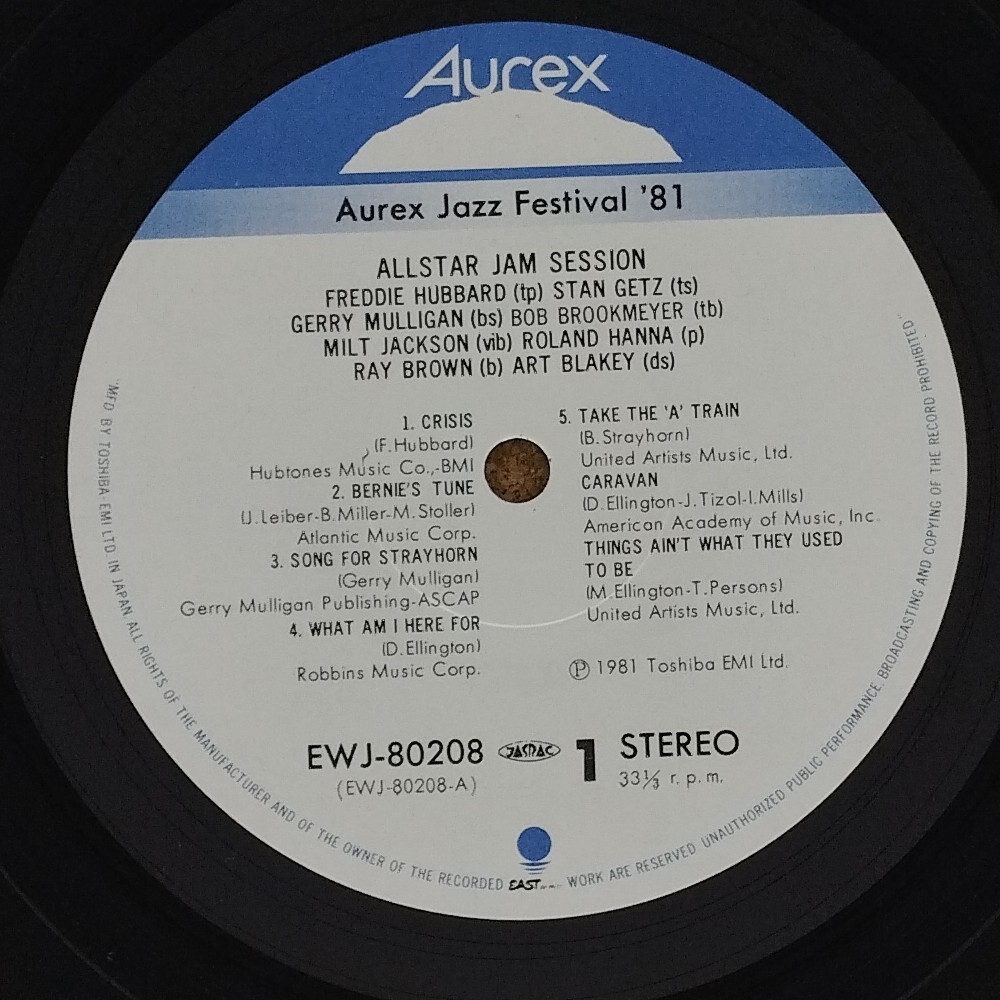 Aurex
Aurex Jazz Festival '81
ALLSTAR JAM SESSION
FREDDIE HUBBARD (tp) STAN GETZ (ts)
GERRY MULLIGAN (bs) BOB BROOKMEYER (tb)
MILT JACKSON (vib) ROLAND HANNA (p)
RAY BROWN (b) ART BLAKEY (ds)
1. CRISIS
(F.Hubbard)
Hubtones Music Co.,-BMI
2. BERNIE'S TUNE
(J.Leiber-B.Miller-M.Stoller)
Atlantic Music Corp.
3. SONG FOR STRAYHORN
(Gerry Mulligan)
Gerry Mulligan Publishing-ASCAP
4. WHAT AM I HERE FOR
(D.Ellington)
Robbins Music Corp.
5. TAKE THE 'A' TRAIN
(B.Strayhorn)
United Artists Music, Ltd.
CARAVAN
(D.Ellington-J.Tizol-I.Mills)
American Academy of Music, Inc.
THINGS AIN'T WHAT THEY USED
TO BE
(M.Ellington-T.Persons)
United Artists Music, Ltd.
Ⓟ 1981 Toshiba EMI Ltd.
EWJ-80208 JASRAC 1 STEREO
(EWJ-80208-A) 33⅓ r.p.m.
"MFD BY TOSHIBA-EMI LTD. IN JAPAN ALL RIGHTS OF THE MANUFACTURER AND OF THE OWNER OF THE RECORDED WORK ARE RESERVED UNAUTHORIZED PUBLIC PERFORMANCE, BROADCASTING AND COPYING OF THE RECORD PROHIBITED"
EAST